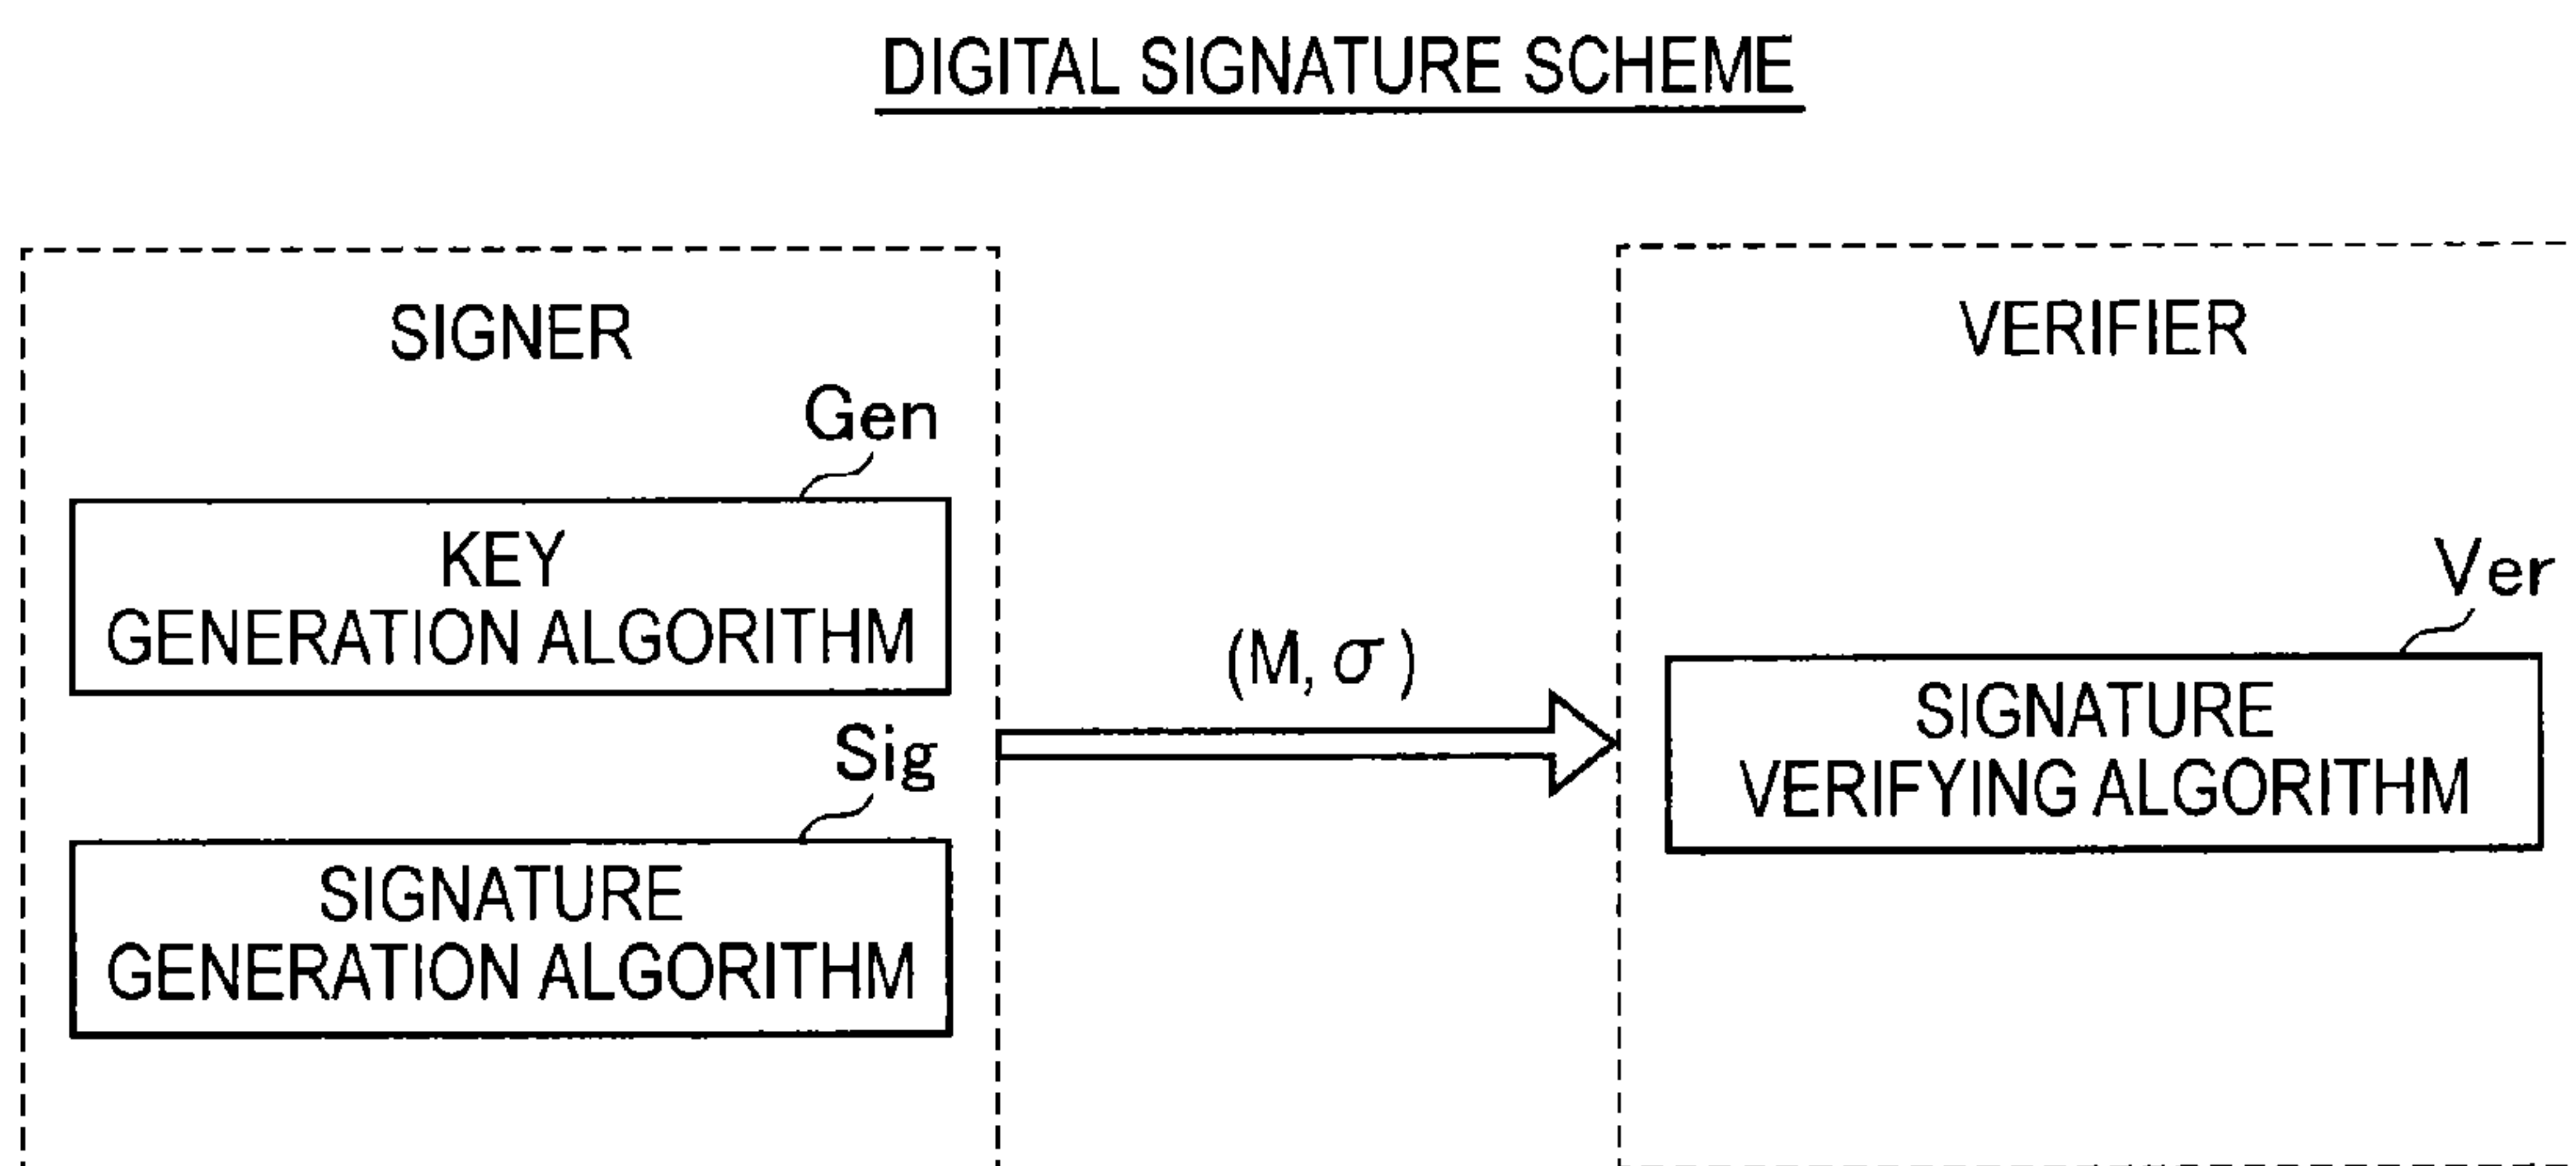 DIGITAL SIGNATURE SCHEME
SIGNER
Gen
KEY
GENERATION ALGORITHM
Sig
SIGNATURE
GENERATION ALGORITHM
(M, σ)
VERIFIER
Ver
SIGNATURE
VERIFYING ALGORITHM